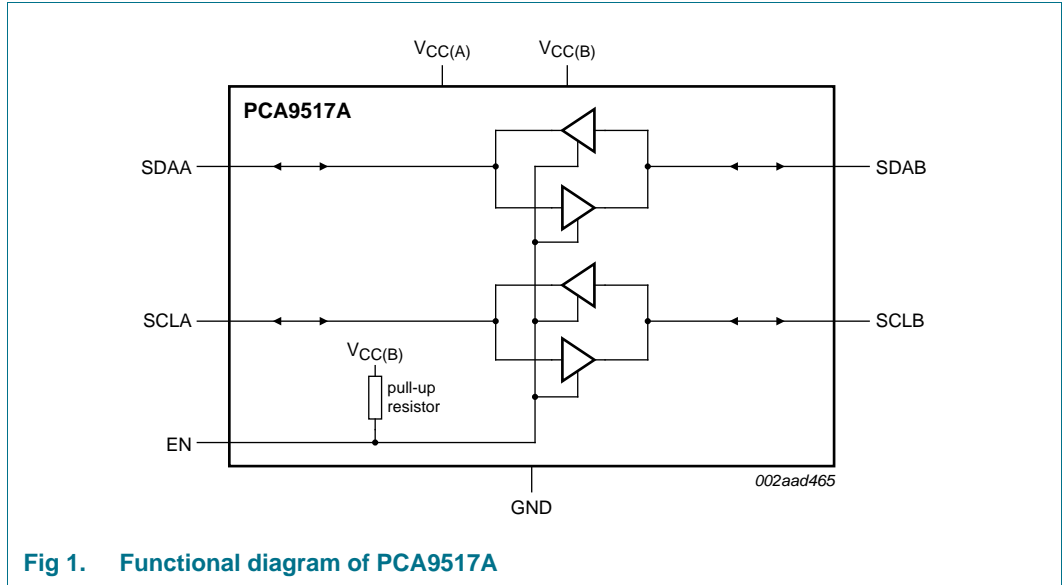 VCC(A) VCC(B)
PCA9517A
SDAA SDAB
SCLA SCLB
VCC(B)
pull-up
resistor
EN
002aad465
GND
Fig 1. Functional diagram of PCA9517A